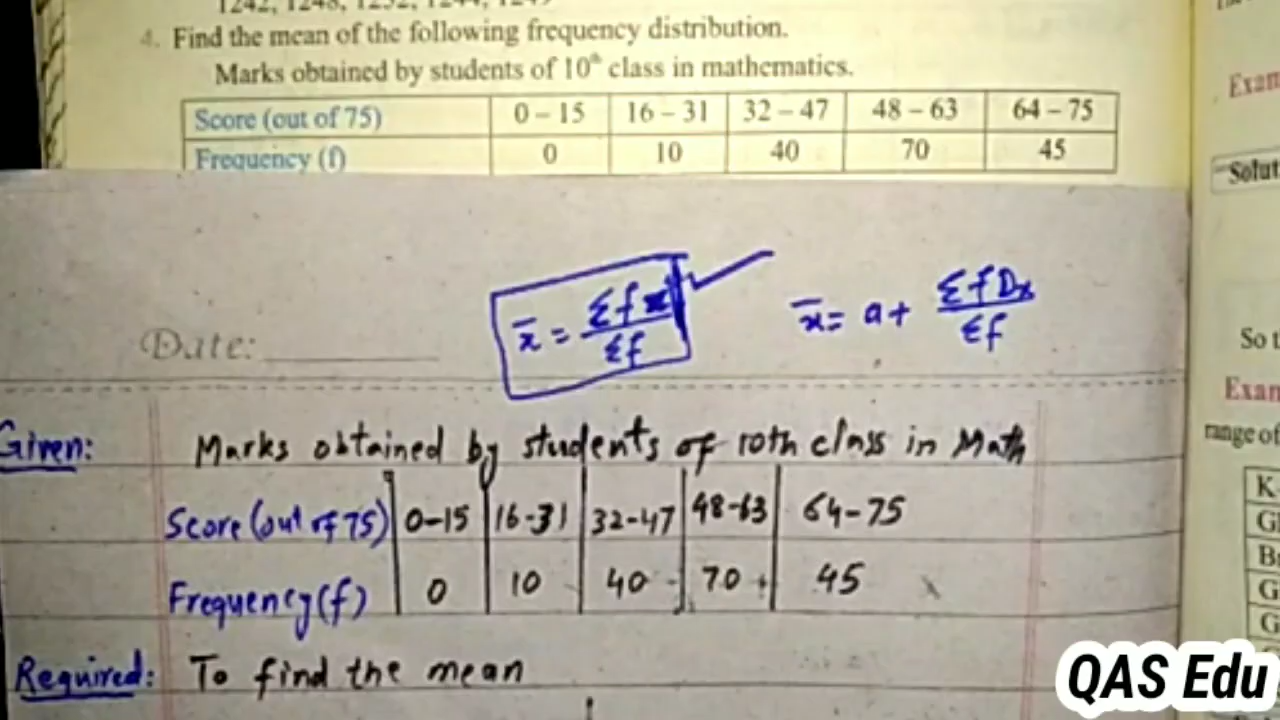 4. Find the mean of the following frequency distribution.
Marks obtained by students of 10th class in mathematics.
Score (out of 75) 0 – 15 16 – 31 32 – 47 48 – 63 64 – 75
Frequency (f) 0 10 40 70 45
x̄ = Σfx/Σf x̄ = a + ΣfDx/Σf
Date:
Given: Marks obtained by students of 10th class in Math
Score (out of 75) 0-15 16-31 32-47 48-63 64-75
Frequency (f) 0 10 40 70 45
Required: To find the mean
Exam
Solut
So t
Exam
range of
K
G
B
G
G
QAS Edu